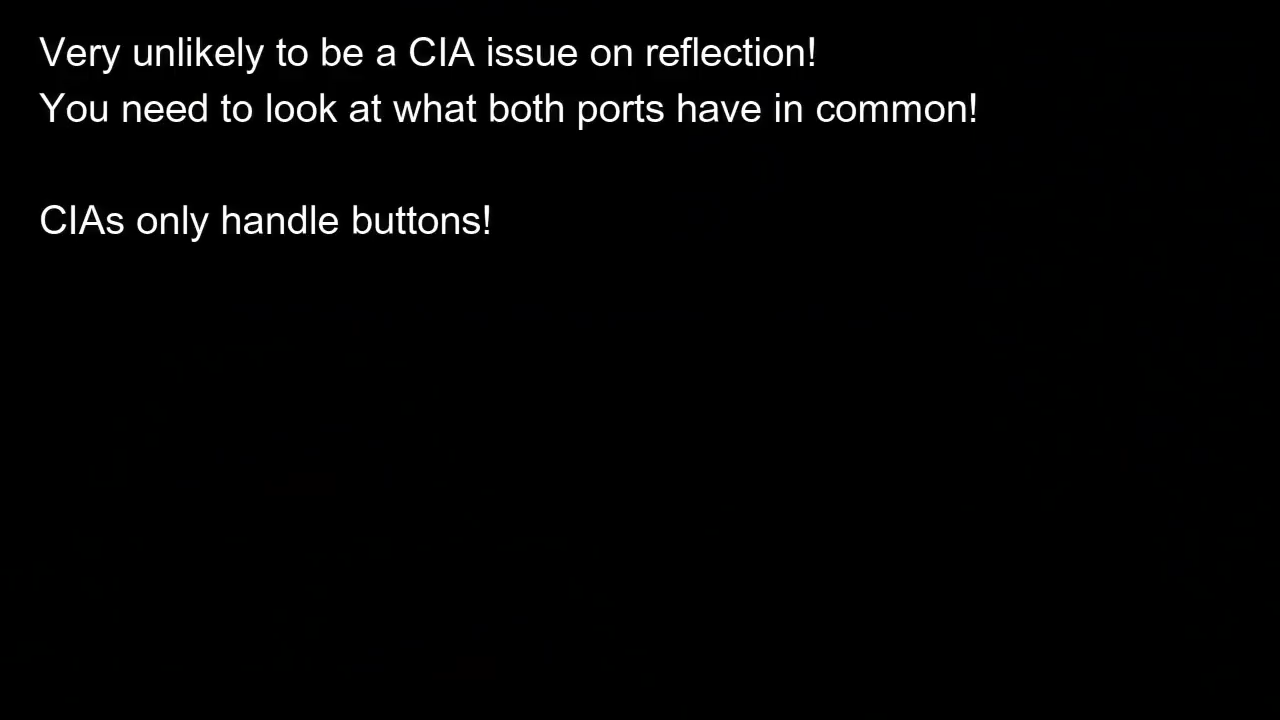 Very unlikely to be a CIA issue on reflection!
You need to look at what both ports have in common!
CIAs only handle buttons!